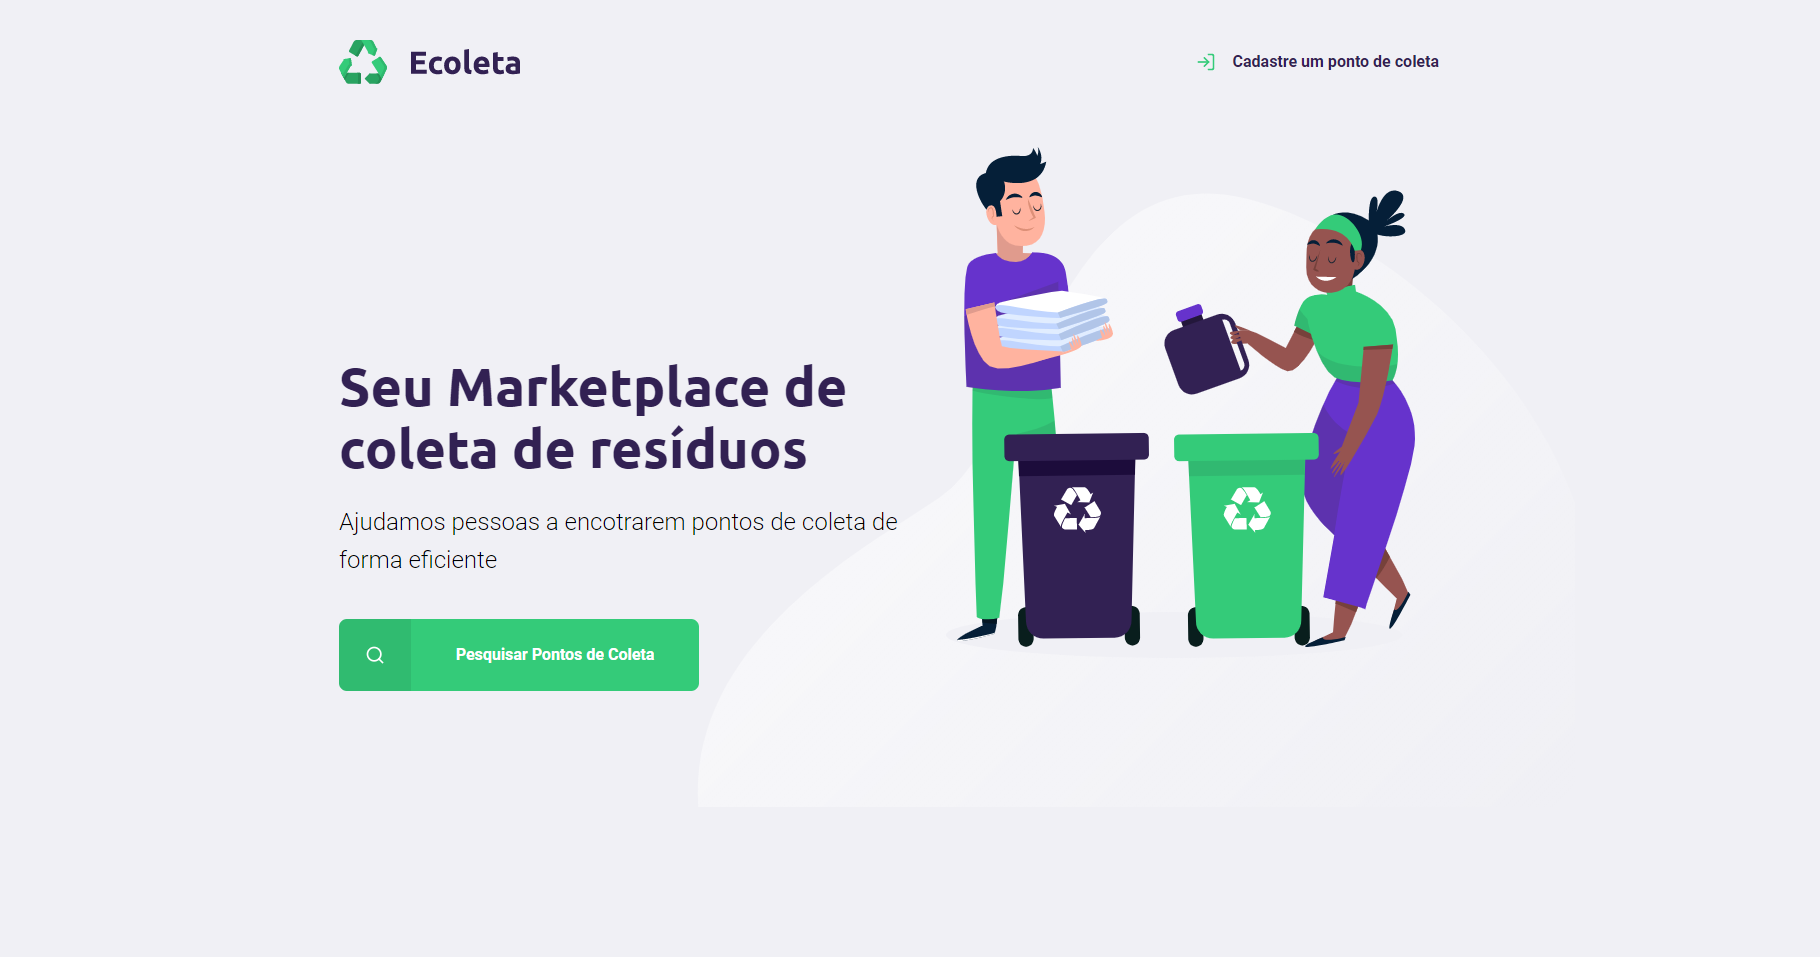 Ecoleta
Cadastre um ponto de coleta
Seu Marketplace de
coleta de resíduos
Ajudamos pessoas a encotrarem pontos de coleta de
forma eficiente
Pesquisar Pontos de Coleta